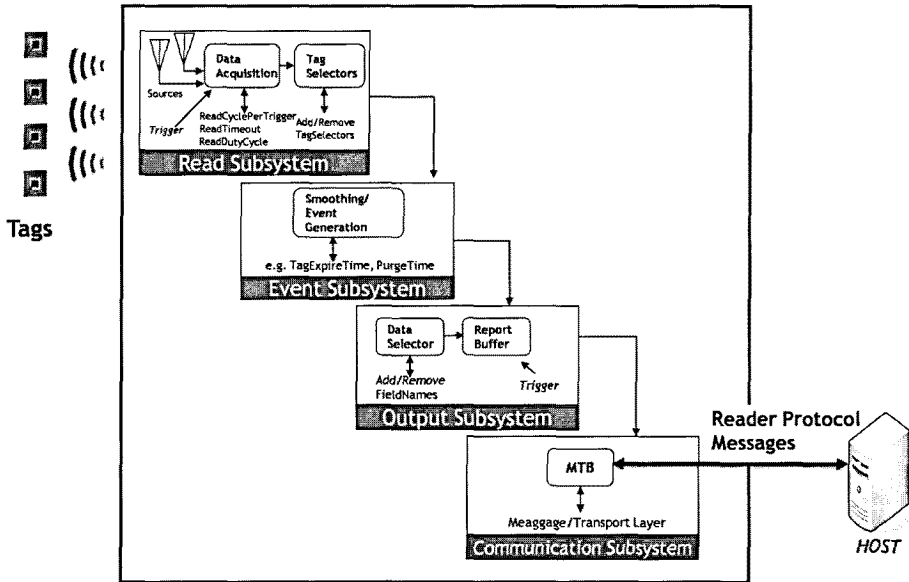 Tags
Sources
Trigger
Data
Acquisition
Tag
Selectors
ReadCyclePerTrigger
ReadTimeout
ReadDutyCycle
Add/Remove
TagSelectors
Read Subsystem
Smoothing/
Event
Generation
e.g. TagExpireTime, PurgeTime
Event Subsystem
Data
Selector
Report
Buffer
Add/Remove
FieldNames
Trigger
Output Subsystem
Reader Protocol
Messages
MTB
Meaggage/Transport Layer
Communication Subsystem
HOST